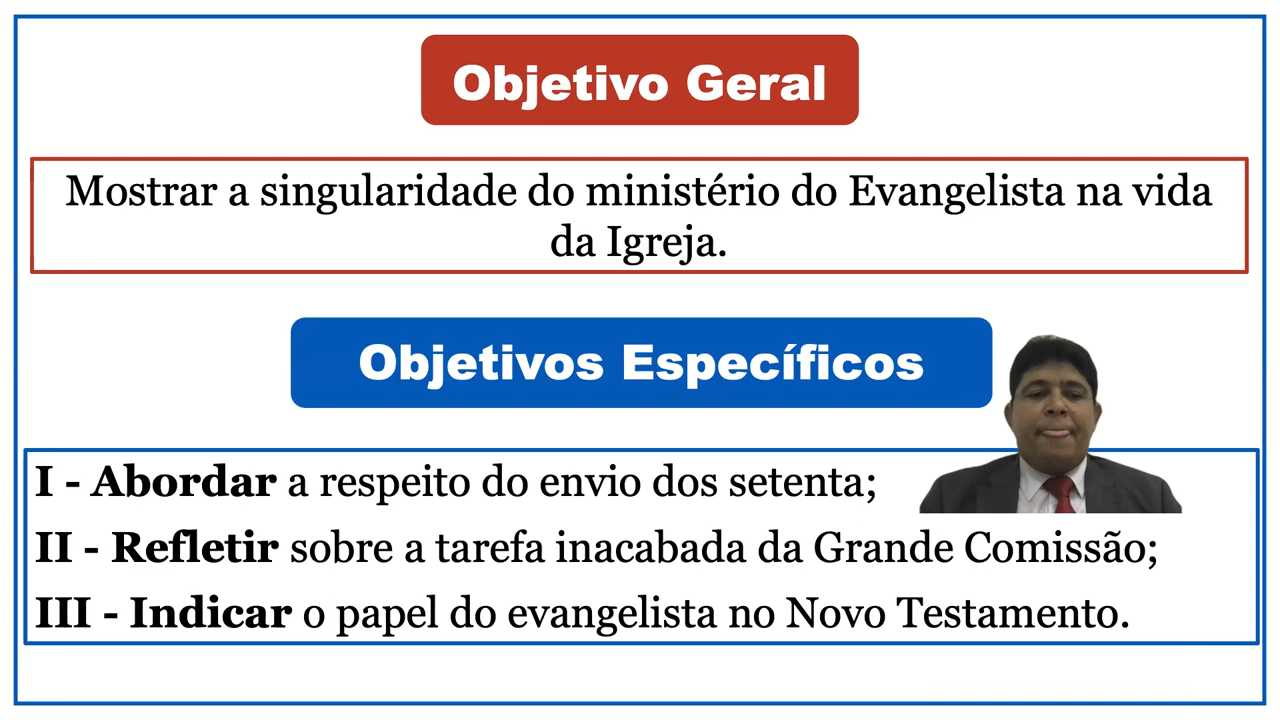 Objetivo Geral
Mostrar a singularidade do ministério do Evangelista na vida
da Igreja.
Objetivos Específicos
I - Abordar a respeito do envio dos setenta;
II - Refletir sobre a tarefa inacabada da Grande Comissão;
III - Indicar o papel do evangelista no Novo Testamento.